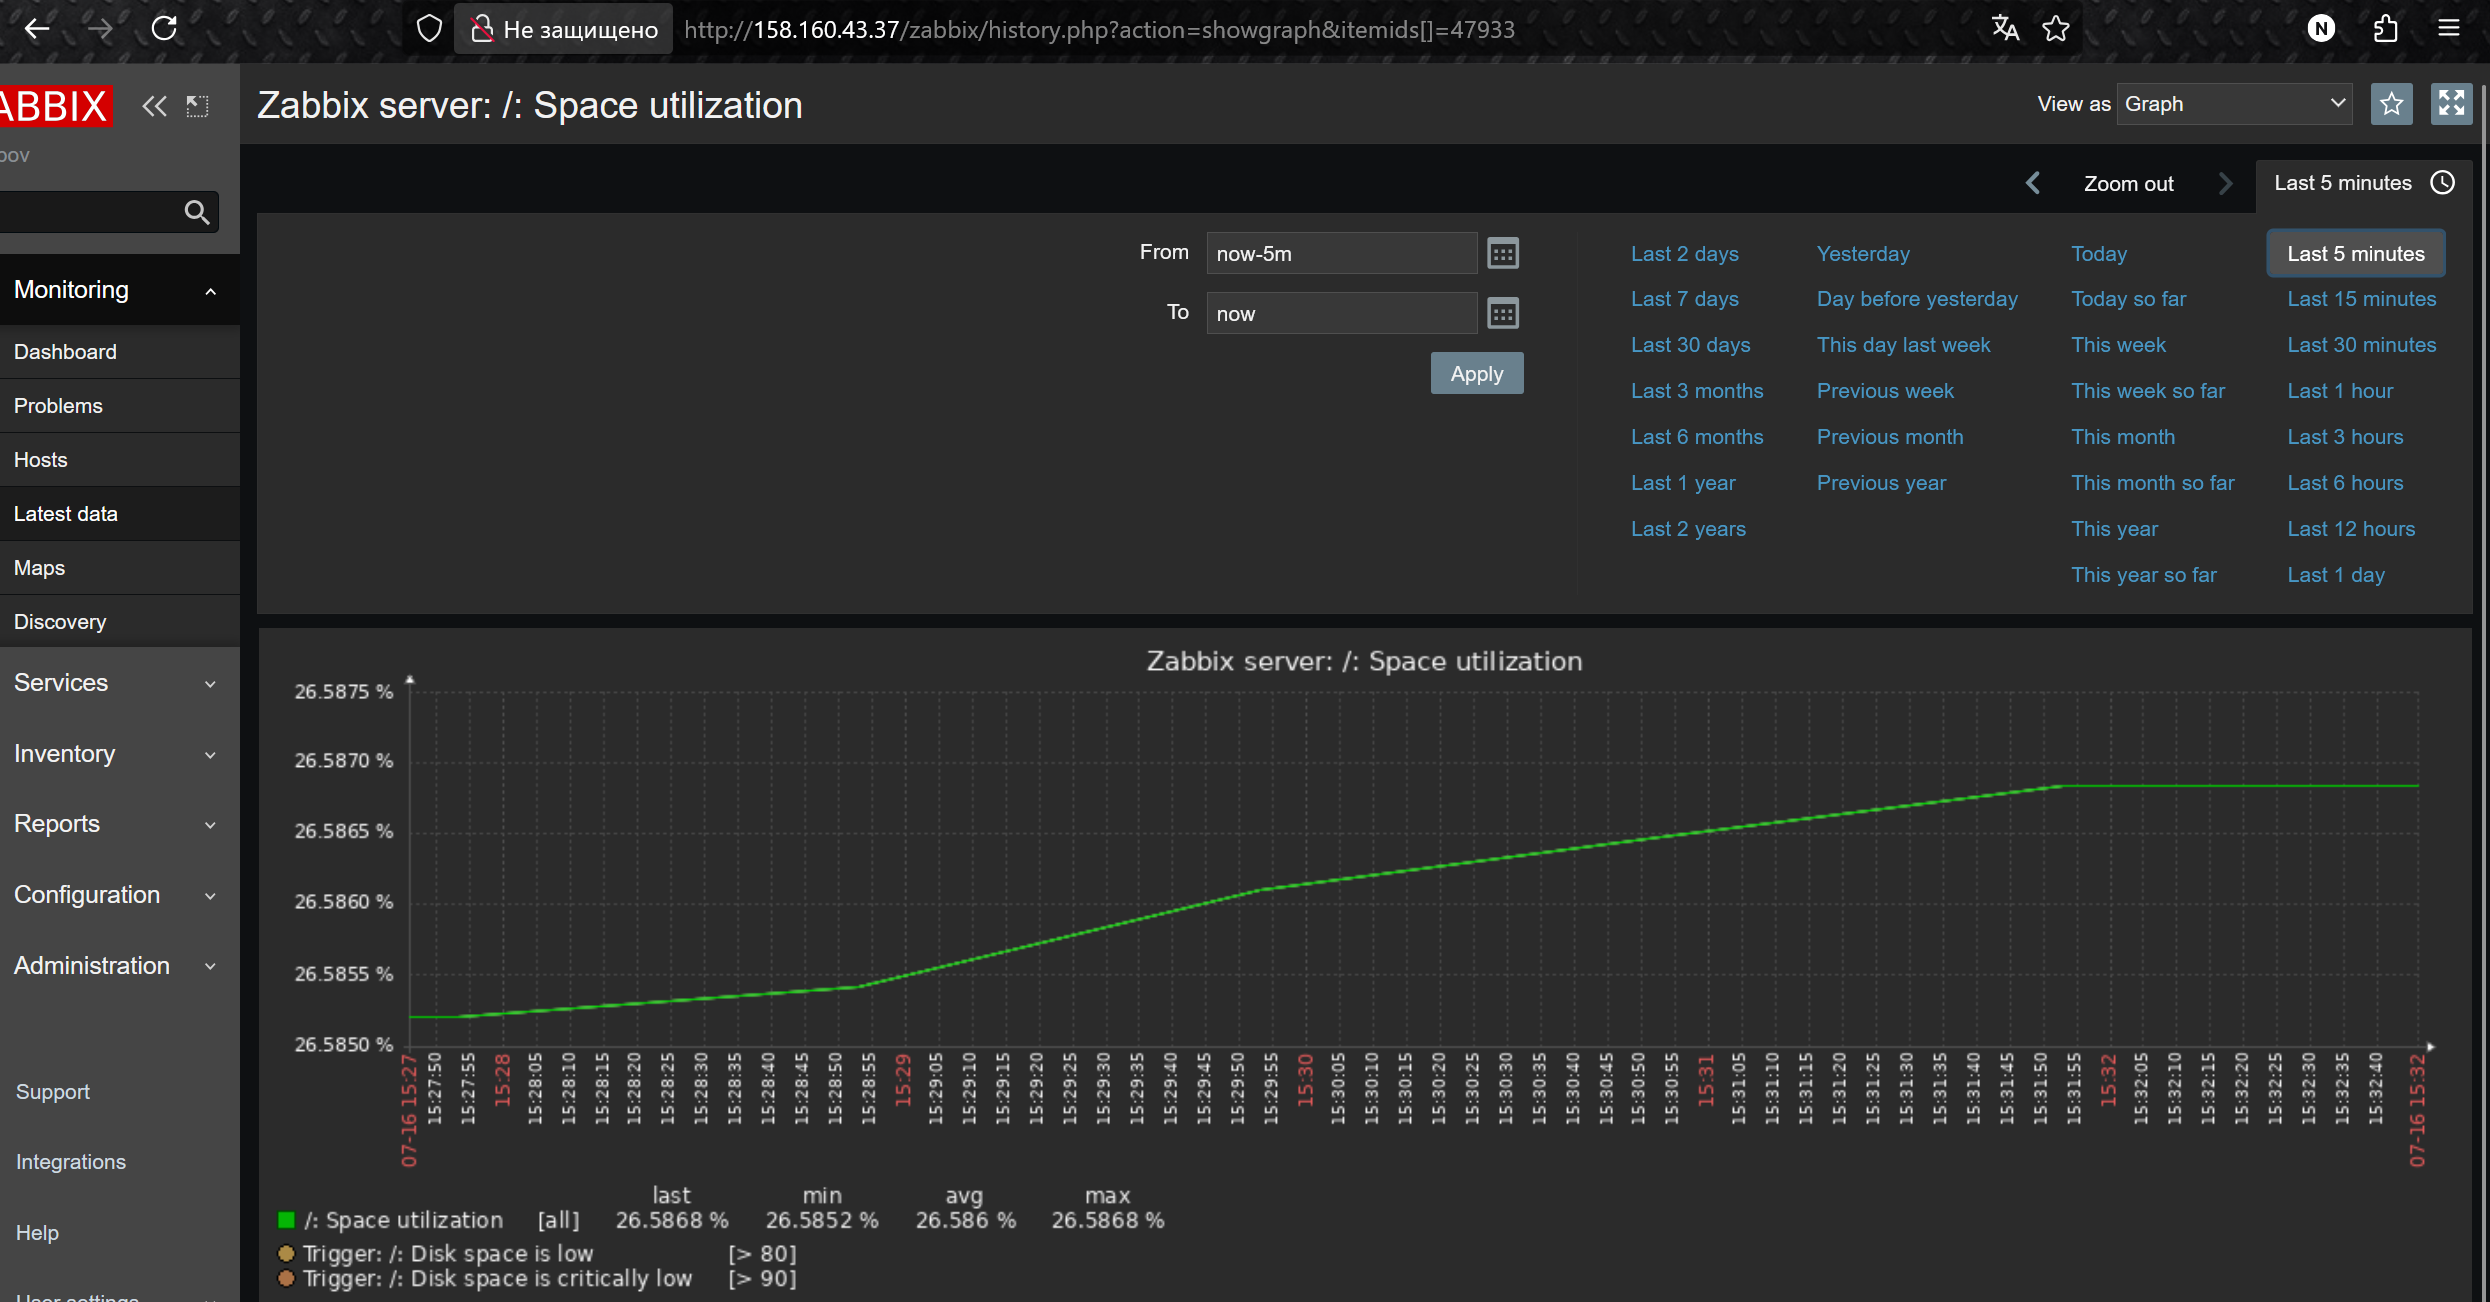 Не защищено http://158.160.43.37/zabbix/history.php?action=showgraph&itemids[]=47933
ABBIX
Zabbix server: /: Space utilization
View as Graph
Zoom out
Last 5 minutes
Monitoring
Dashboard
Problems
Hosts
Latest data
Maps
Discovery
Services
Inventory
Reports
Configuration
Administration
Support
Integrations
Help
User settings
From now-5m
To now
Apply
Last 2 days Yesterday Today Last 5 minutes
Last 7 days Day before yesterday Today so far Last 15 minutes
Last 30 days This day last week This week Last 30 minutes
Last 3 months Previous week This week so far Last 1 hour
Last 6 months Previous month This month Last 3 hours
Last 1 year Previous year This month so far Last 6 hours
Last 2 years This year Last 12 hours
This year so far Last 1 day
Zabbix server: /: Space utilization
26.5875 %
26.5870 %
26.5865 %
26.5860 %
26.5855 %
26.5850 %
07-16 15:27
15:27:50
15:27:55
15:28
15:28:05
15:28:10
15:28:15
15:28:20
15:28:25
15:28:30
15:28:35
15:28:40
15:28:45
15:28:50
15:28:55
15:29
15:29:05
15:29:10
15:29:15
15:29:20
15:29:25
15:29:30
15:29:35
15:29:40
15:29:45
15:29:50
15:29:55
15:30
15:30:05
15:30:10
15:30:15
15:30:20
15:30:25
15:30:30
15:30:35
15:30:40
15:30:45
15:30:50
15:30:55
15:31
15:31:05
15:31:10
15:31:15
15:31:20
15:31:25
15:31:30
15:31:35
15:31:40
15:31:45
15:31:50
15:31:55
15:32
15:32:05
15:32:10
15:32:15
15:32:20
15:32:25
15:32:30
15:32:35
15:32:40
07-16 15:32
last min avg max
/: Space utilization [all] 26.5868 % 26.5852 % 26.586 % 26.5868 %
Trigger: /: Disk space is low [> 80]
Trigger: /: Disk space is critically low [> 90]